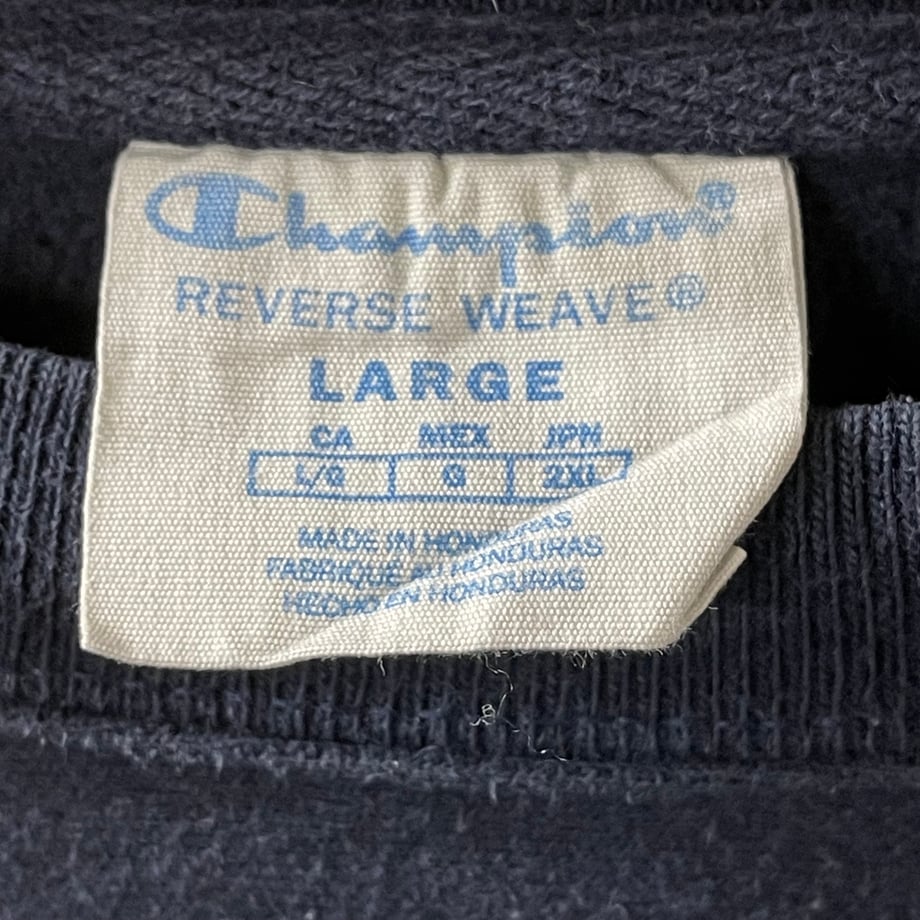 Champion®
REVERSE WEAVE®
LARGE
CA MEX JPN
L/G G 2XL
MADE IN HONDURAS
FABRIQUÉ AU HONDURAS
HECHO EN HONDURAS